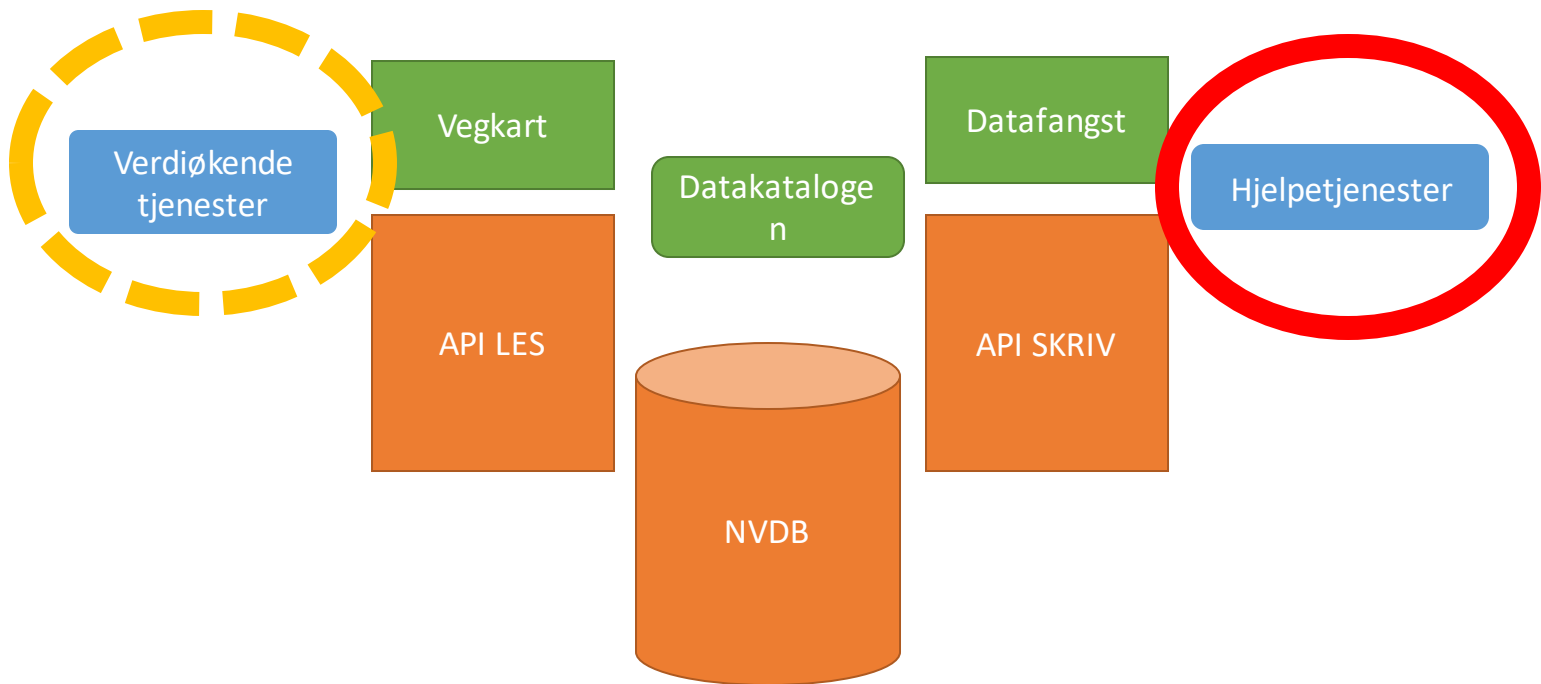 Verdiøkende
tjenester
Vegkart
API LES
Datakataloge
n
NVDB
Datafangst
API SKRIV
Hjelpetjenester